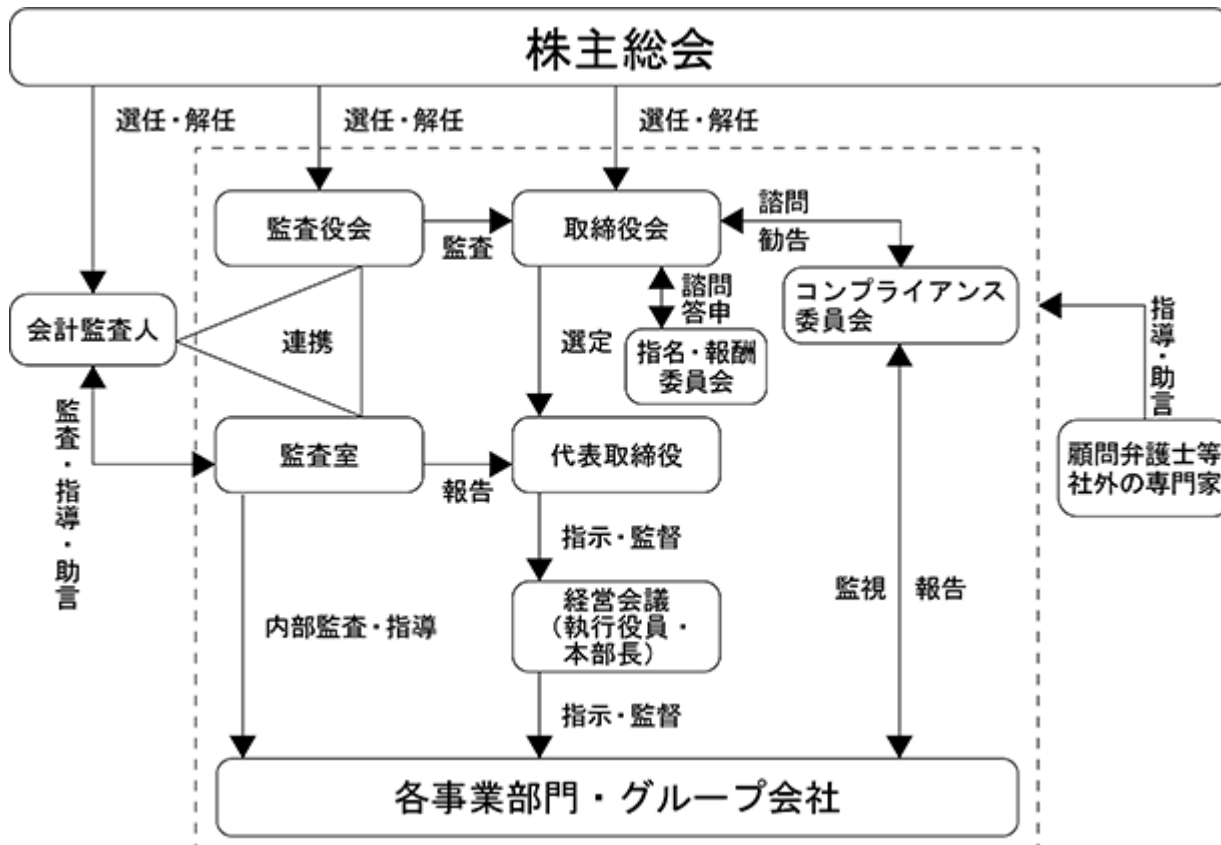 株主総会
選任・解任
選任・解任
選任・解任
監査役会
監査
取締役会
諮問
勧告
コンプライアンス
委員会
諮問
答申
指名・報酬
委員会
会計監査人
連携
選定
指導・助言
顧問弁護士等
社外の専門家
監査・指導・助言
監査室
報告
代表取締役
指示・監督
経営会議
（執行役員・
本部長）
監視
報告
内部監査・指導
指示・監督
各事業部門・グループ会社